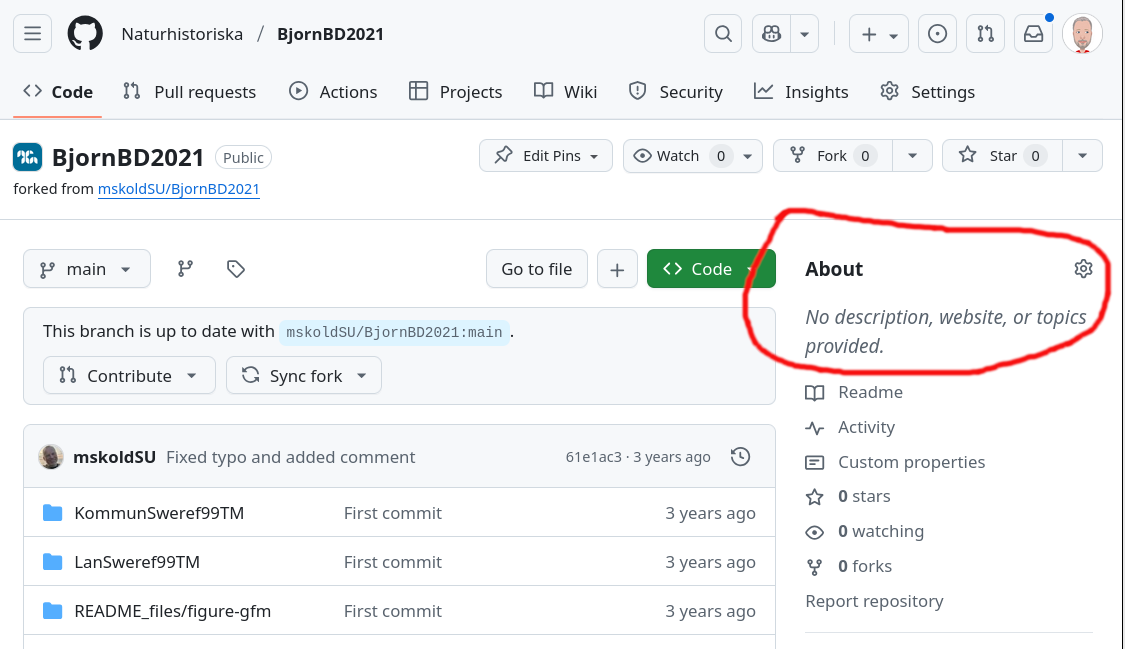 Naturhistoriska / BjornBD2021
Code Pull requests Actions Projects Wiki Security Insights Settings
BjornBD2021 Public
Edit Pins Watch 0 Fork 0 Star 0
forked from mskoldSU/BjornBD2021
main Go to file Code
About
No description, website, or topics
provided.
This branch is up to date with mskoldSU/BjornBD2021:main.
Contribute Sync fork
Readme
Activity
Custom properties
0 stars
0 watching
0 forks
Report repository
mskoldSU Fixed typo and added comment 61e1ac3 · 3 years ago
KommunSweref99TM First commit 3 years ago
LanSweref99TM First commit 3 years ago
README_files/figure-gfm First commit 3 years ago